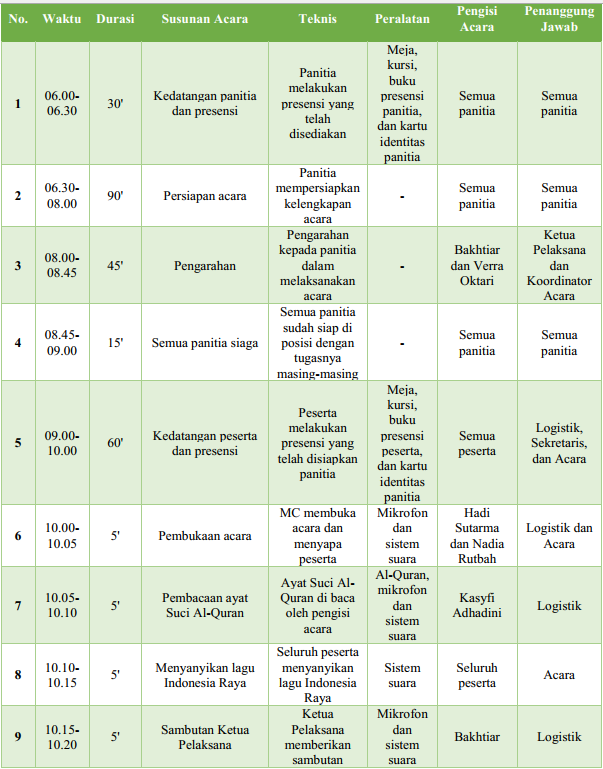 No. Waktu Durasi Susunan Acara Teknis Peralatan Pengisi Acara Penanggung Jawab
1 06.00-06.30 30' Kedatangan panitia dan presensi Panitia melakukan presensi yang telah disediakan Meja, kursi, buku presensi panitia, dan kartu identitas panitia Semua panitia Semua panitia
2 06.30-08.00 90' Persiapan acara Panitia mempersiapkan kelengkapan acara - Semua panitia Semua panitia
3 08.00-08.45 45' Pengarahan Pengarahan kepada panitia dalam melaksanakan acara - Bakhtiar dan Verra Oktari Ketua Pelaksana dan Koordinator Acara
4 08.45-09.00 15' Semua panitia siaga Semua panitia sudah siap di posisi dengan tugasnya masing-masing - Semua panitia Semua panitia
5 09.00-10.00 60' Kedatangan peserta dan presensi Peserta melakukan presensi yang telah disiapkan panitia Meja, kursi, buku presensi peserta, dan kartu identitas panitia Semua peserta Logistik, Sekretaris, dan Acara
6 10.00-10.05 5' Pembukaan acara MC membuka acara dan menyapa peserta Mikrofon dan sistem suara Hadi Sutarma dan Nadia Rutbah Logistik dan Acara
7 10.05-10.10 5' Pembacaan ayat Suci Al-Quran Ayat Suci Al-Quran di baca oleh pengisi acara Al-Quran, mikrofon dan sistem suara Kasyfi Adhadini Logistik
8 10.10-10.15 5' Menyanyikan lagu Indonesia Raya Seluruh peserta menyanyikan lagu Indonesia Raya Sistem suara Seluruh peserta Acara
9 10.15-10.20 5' Sambutan Ketua Pelaksana Ketua Pelaksana memberikan sambutan Mikrofon dan sistem suara Bakhtiar Logistik